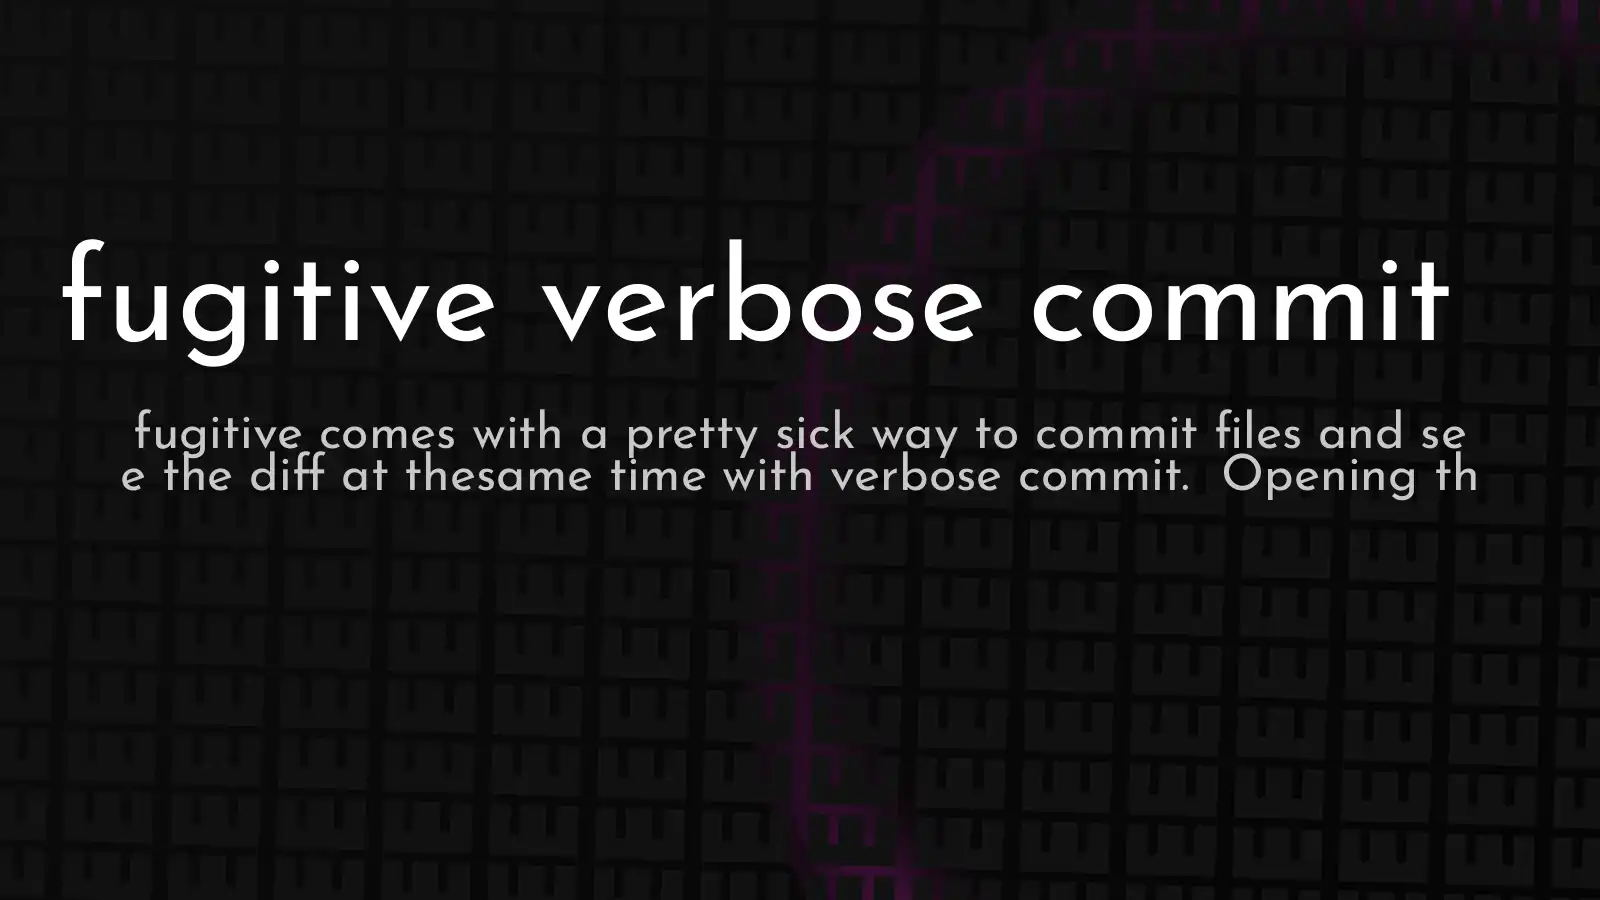 fugitive verbose commit
fugitive comes with a pretty sick way to commit files and se
e the diff at thesame time with verbose commit.  Opening th